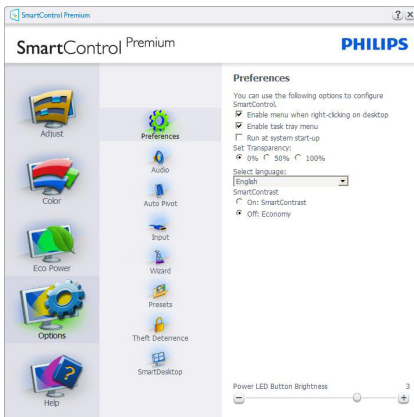 SmartControl Premium
SmartControl Premium
PHILIPS
Adjust
Color
Eco Power
Options
Help
Preferences
Audio
Auto Pivot
Input
Wizard
Presets
Theft Deterrence
SmartDesktop
Preferences
You can use the following options to configure
SmartControl.
Enable menu when right-clicking on desktop
Enable task tray menu
Run at system start-up
Set Transparency:
0% 50% 100%
Select language:
English
SmartContrast
On: SmartContrast
Off: Economy
Power LED Button Brightness 3